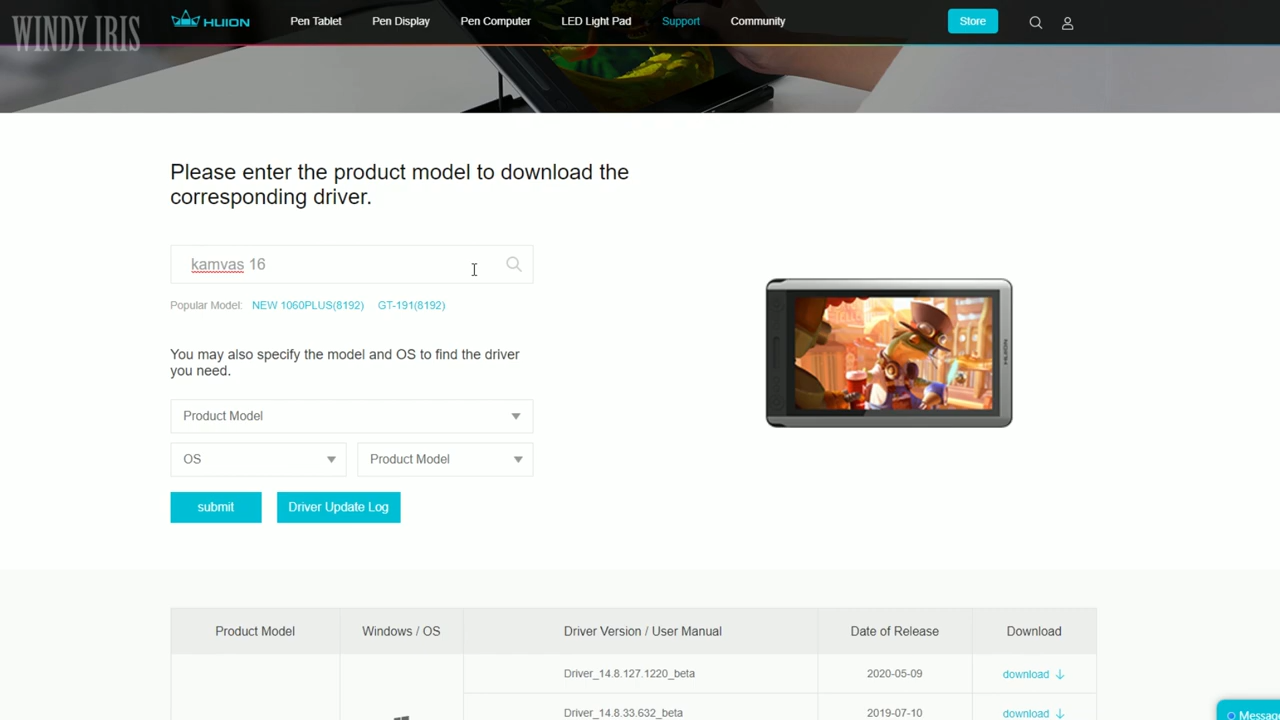 WINDY IRIS
HUION
Pen Tablet
Pen Display
Pen Computer
LED Light Pad
Support
Community
Store
Please enter the product model to download the
corresponding driver.
kamvas 16
Popular Model: NEW 1060PLUS(8192) GT-191(8192)
You may also specify the model and OS to find the driver
you need.
Product Model
OS
Product Model
submit
Driver Update Log
HUION
Product Model
Windows / OS
Driver Version / User Manual
Date of Release
Download
Driver_14.8.127.1220_beta
2020-05-09
download
Driver_14.8.33.632_beta
2019-07-10
download